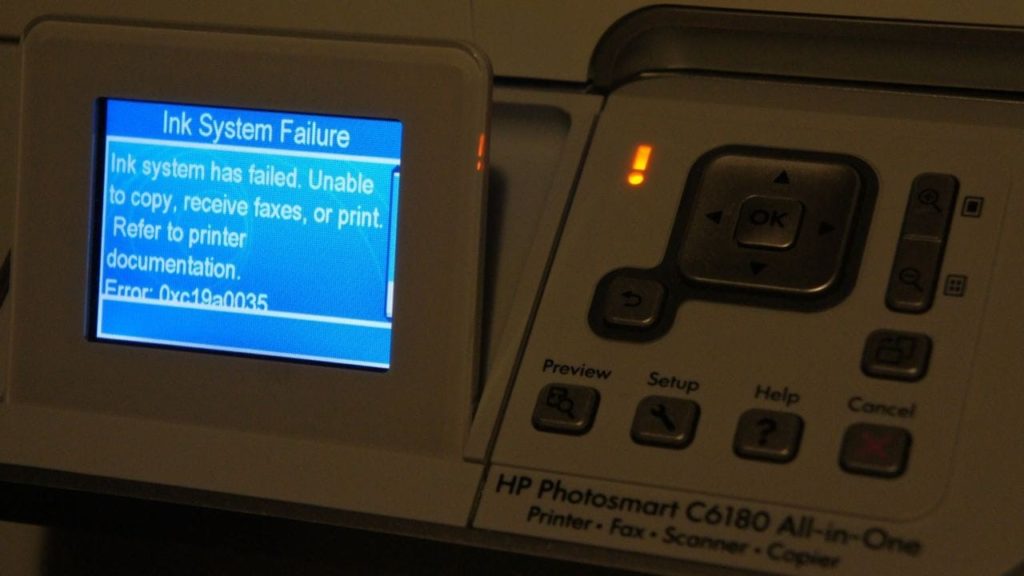 Ink System Failure
Ink system has failed. Unable
to copy, receive faxes, or print.
Refer to printer
documentation.
Error: 0xc19a0035
!
OK
Preview
Setup
Help
?
Cancel
HP Photosmart C6180 All-in-One
Printer • Fax • Scanner • Copier